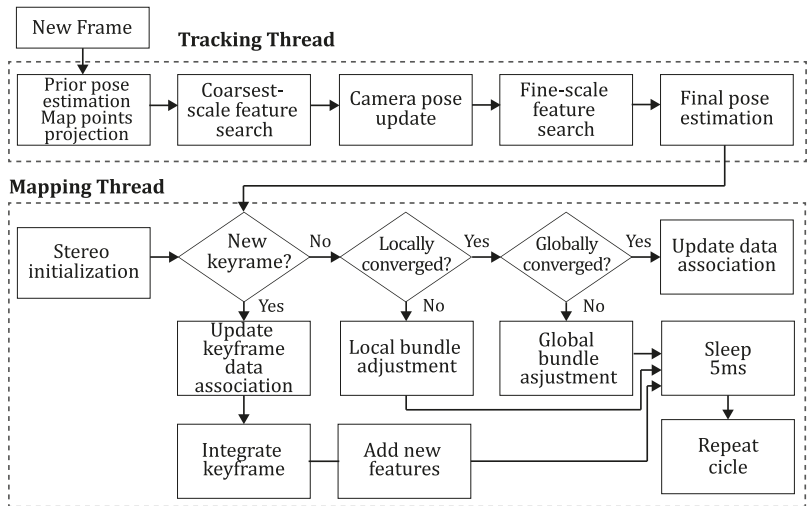 New Frame
Tracking Thread
Prior pose
estimation
Map points
projection
Coarsest-
scale feature
search
Camera pose
update
Fine-scale
feature
search
Final pose
estimation
Mapping Thread
Stereo
initialization
New
keyrame?
No
Locally
converged?
Yes
Globally
converged?
Yes
Update data
association
Yes
No
No
Update
keyframe
data
association
Local bundle
adjustment
Global
bundle
asjustment
Sleep
5ms
Integrate
keyframe
Add new
features
Repeat
cicle